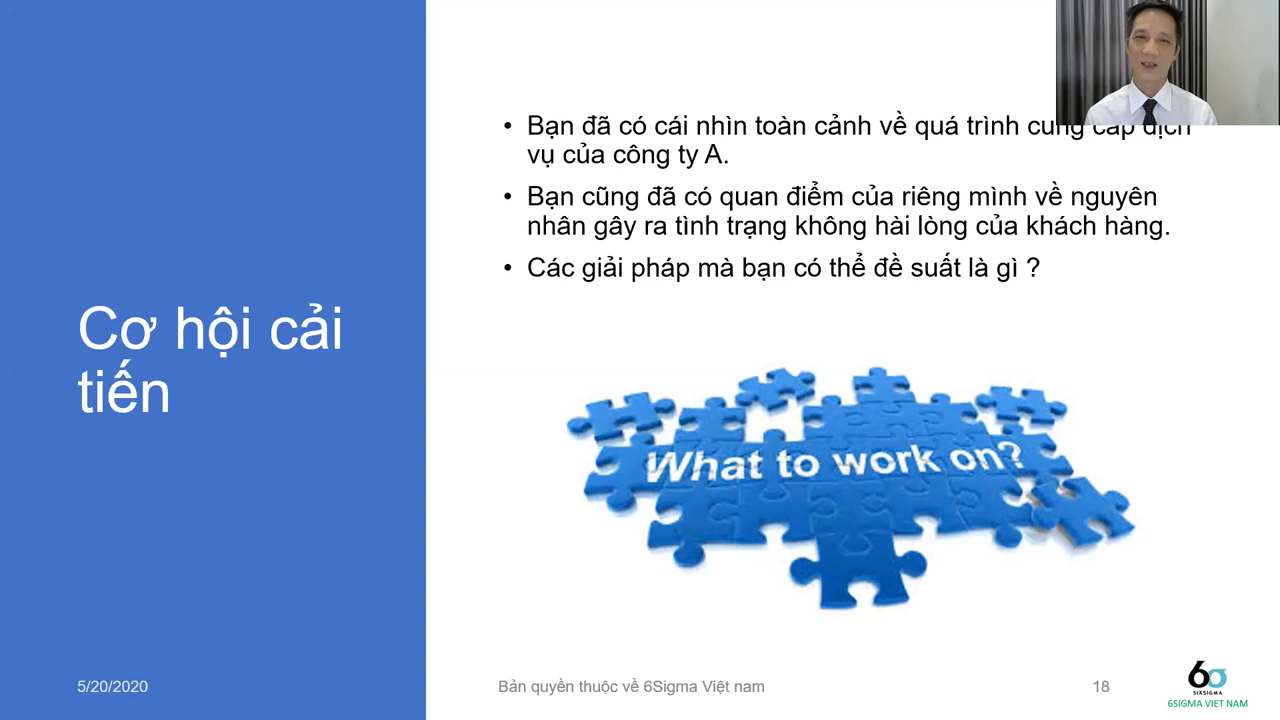 Bạn đã có cái nhìn toàn cảnh về quá trình cung cấp dịch
vụ của công ty A.
Bạn cũng đã có quan điểm của riêng mình về nguyên
nhân gây ra tình trạng không hài lòng của khách hàng.
Các giải pháp mà bạn có thể đề suất là gì ?
Cơ hội cải
tiến
What to work on?
5/20/2020
Bản quyền thuộc về 6Sigma Việt nam
18
6σ
SIXSIGMA
6SIGMA VIET NAM